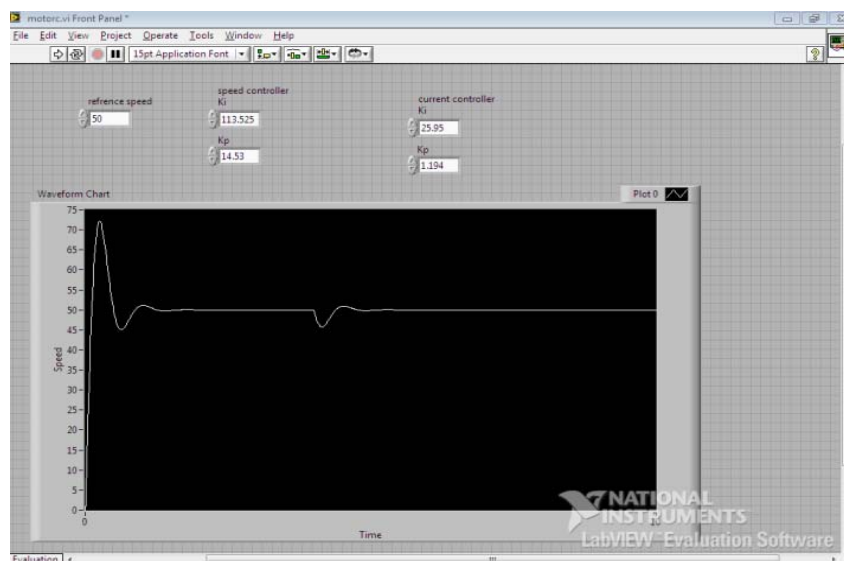 motorc.vi Front Panel *
File Edit View Project Operate Tools Window Help
15pt Application Font
?
refrence speed
50
speed controller
Ki
113.525
Kp
14.53
current controller
Ki
25.95
Kp
1.194
Waveform Chart
Plot 0
75
70
65
60
55
50
45
40
35
30
25
20
15
10
5
0
Speed
0
Time
NATIONAL
INSTRUMENTS
LabVIEW Evaluation Software
Evaluation